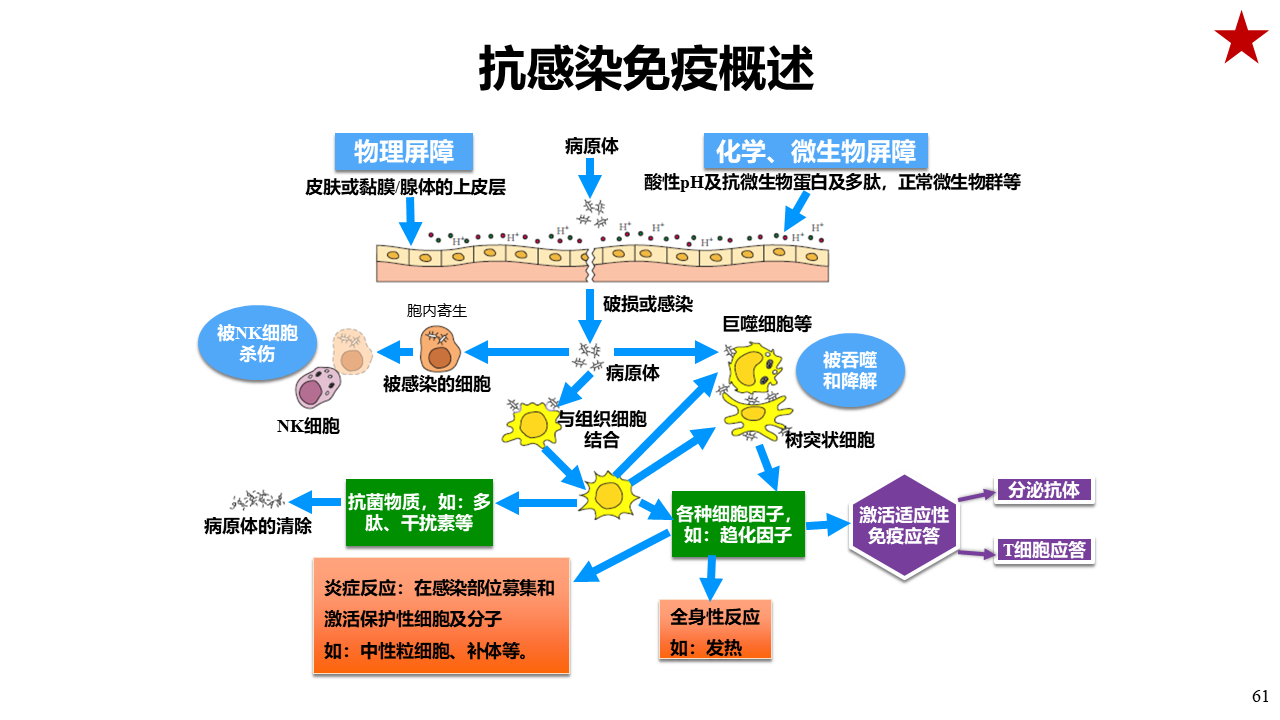 抗感染免疫概述
物理屏障
病原体
化学、微生物屏障
皮肤或黏膜/腺体的上皮层
酸性pH及抗微生物蛋白及多肽，正常微生物群等
H⁺
H⁺
H⁺
H⁺
H⁺
H⁺
H⁺
破损或感染
胞内寄生
巨噬细胞等
被NK细胞
杀伤
被吞噬
和降解
被感染的细胞
病原体
NK细胞
与组织细胞
结合
树突状细胞
病原体的清除
抗菌物质，如：多
肽、干扰素等
各种细胞因子，
如：趋化因子
激活适应性
免疫应答
分泌抗体
T细胞应答
炎症反应：在感染部位募集和
激活保护性细胞及分子
如：中性粒细胞、补体等。
全身性反应
如：发热
61